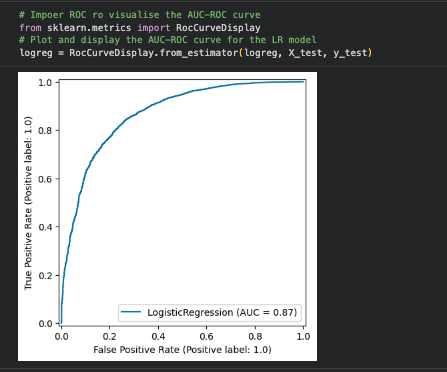 # Impoer ROC ro visualise the AUC-ROC curve
from sklearn.metrics import RocCurveDisplay
# Plot and display the AUC-ROC curve for the LR model
logreg = RocCurveDisplay.from_estimator(logreg, X_test, y_test)
1.0
0.8
0.6
0.4
0.2
0.0
True Positive Rate (Positive label: 1.0)
LogisticRegression (AUC = 0.87)
0.0 0.2 0.4 0.6 0.8 1.0
False Positive Rate (Positive label: 1.0)